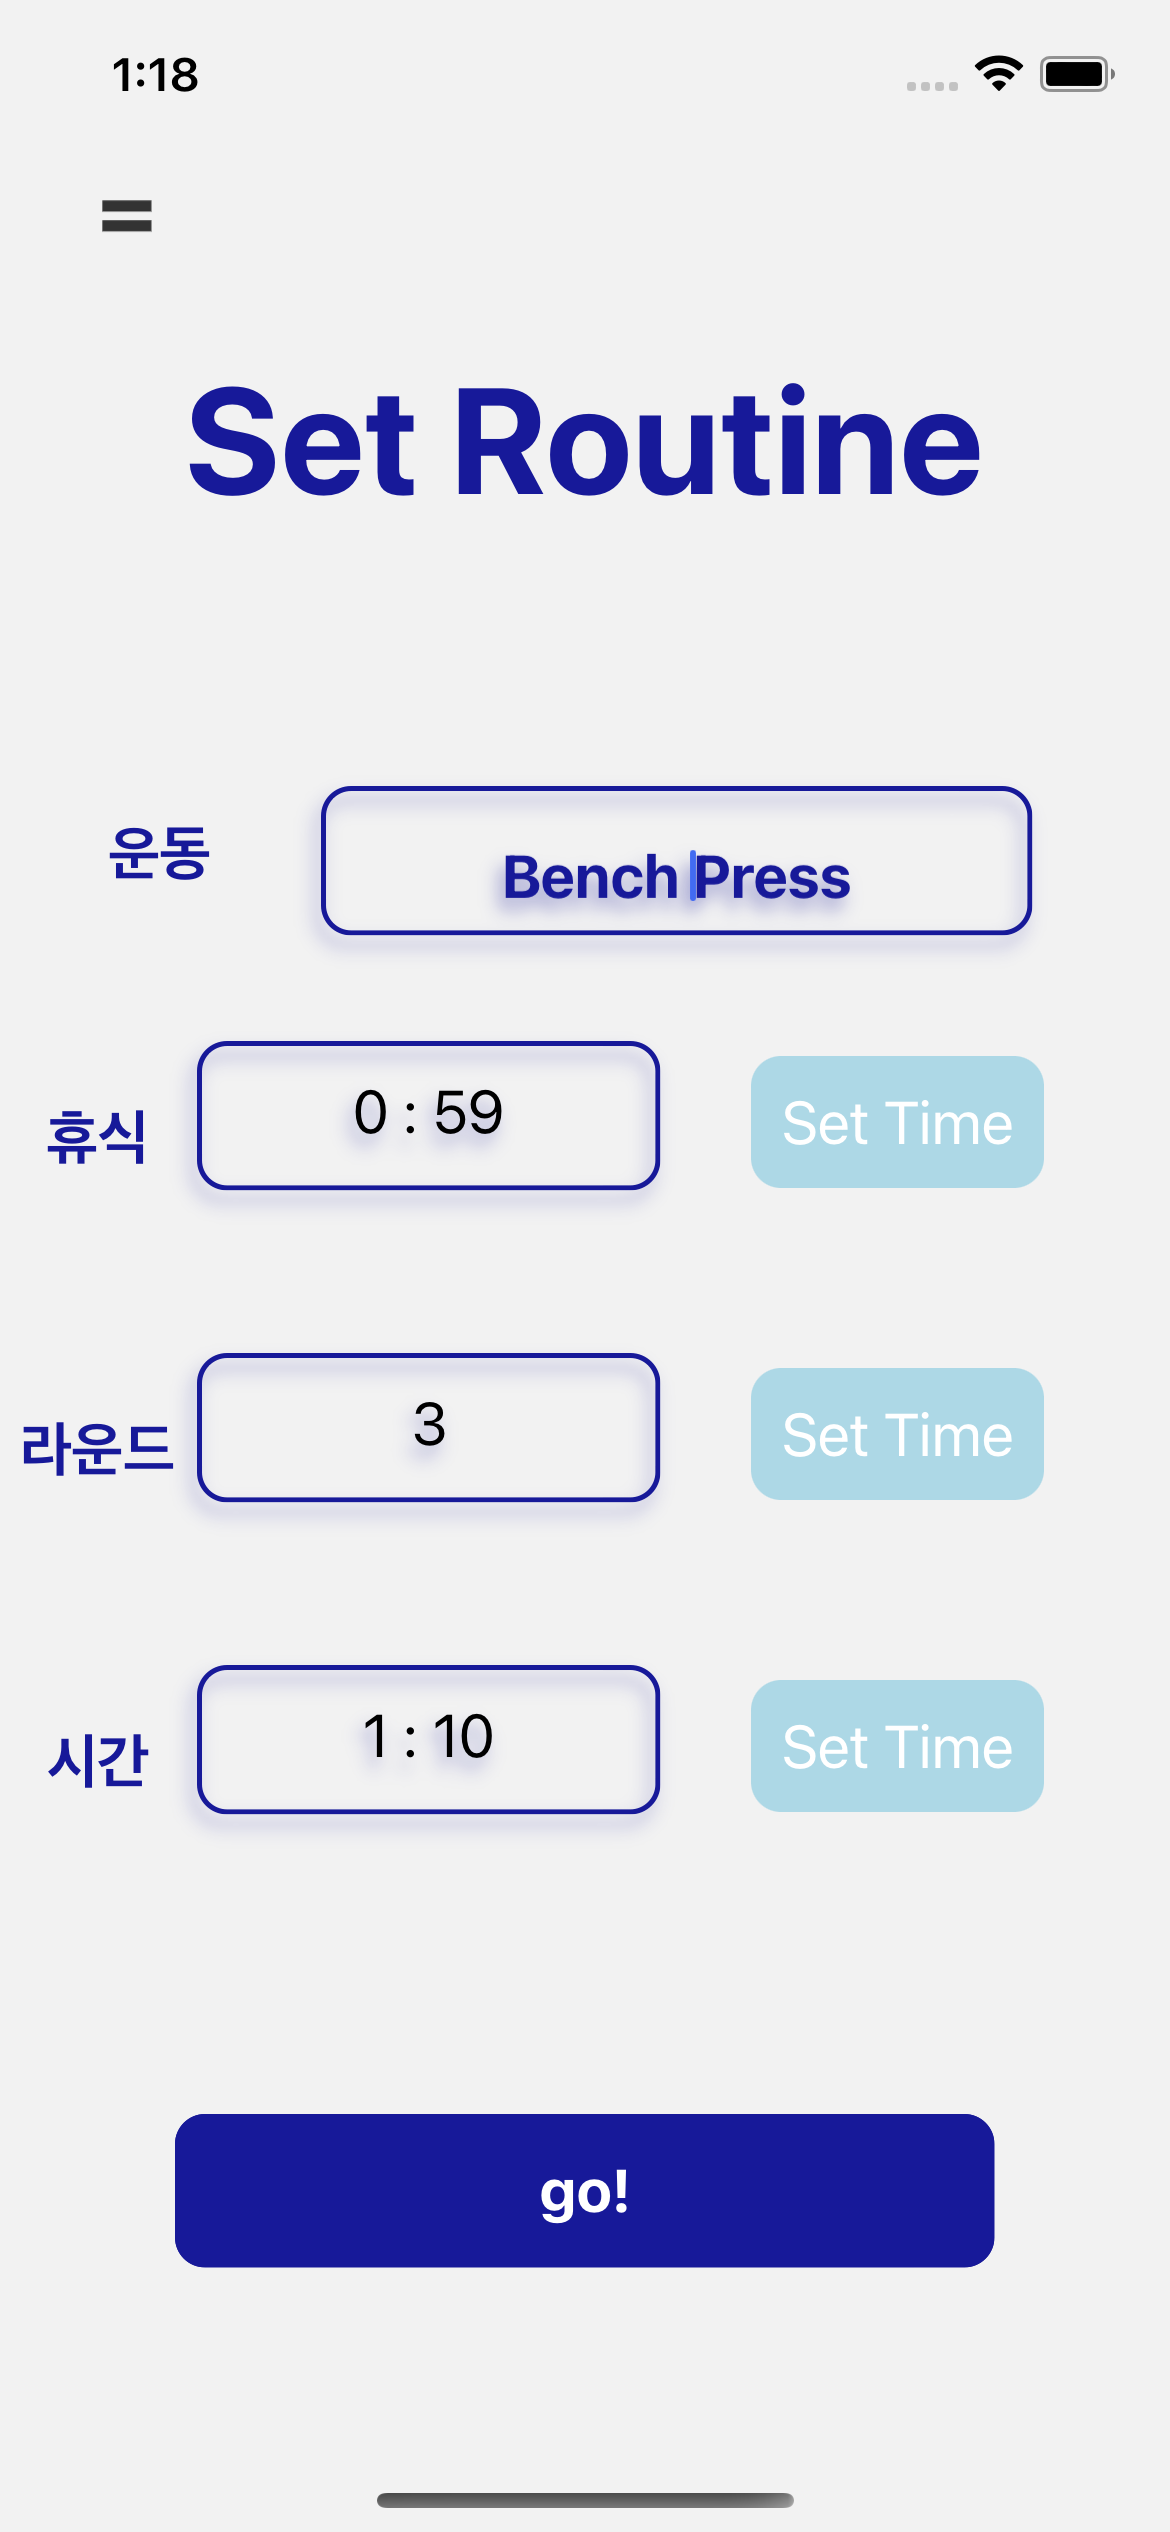 1:18
Set Routine
운동 Bench Press
휴식 0 : 59 Set Time
라운드 3 Set Time
시간 1 : 10 Set Time
go!